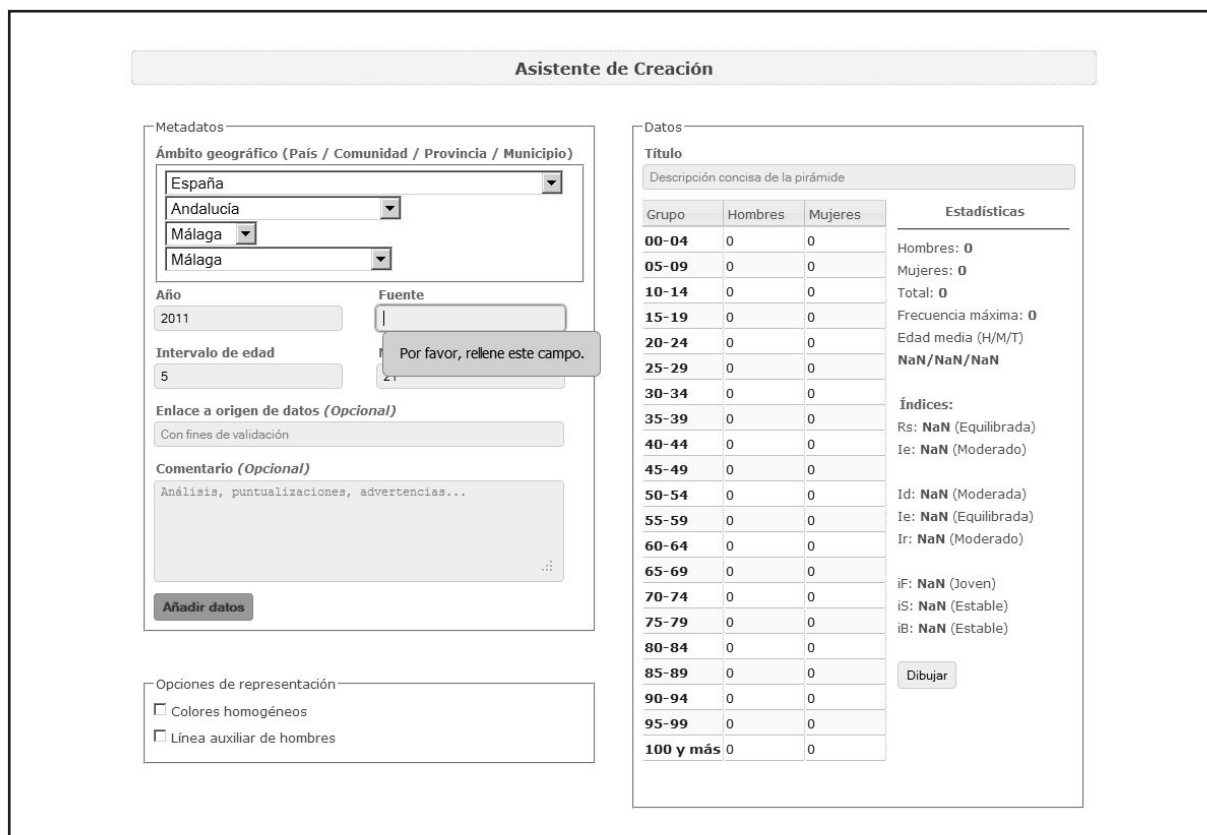 Asistente de Creación
Metadatos
Ámbito geográfico (País / Comunidad / Provincia / Municipio)
España
Andalucía
Málaga
Málaga
Año Fuente
2011
Por favor, rellene este campo.
Intervalo de edad
5 21
Enlace a origen de datos (Opcional)
Con fines de validación
Comentario (Opcional)
Análisis, puntualizaciones, advertencias...
Añadir datos
Opciones de representación
Colores homogéneos
Línea auxiliar de hombres
Datos
Título
Descripción concisa de la pirámide
Grupo Hombres Mujeres
00-04 0 0
05-09 0 0
10-14 0 0
15-19 0 0
20-24 0 0
25-29 0 0
30-34 0 0
35-39 0 0
40-44 0 0
45-49 0 0
50-54 0 0
55-59 0 0
60-64 0 0
65-69 0 0
70-74 0 0
75-79 0 0
80-84 0 0
85-89 0 0
90-94 0 0
95-99 0 0
100 y más 0 0
Estadísticas
Hombres: 0
Mujeres: 0
Total: 0
Frecuencia máxima: 0
Edad media (H/M/T)
NaN/NaN/NaN
Índices:
Rs: NaN (Equilibrada)
Ie: NaN (Moderado)
Id: NaN (Moderada)
Ie: NaN (Equilibrada)
Ir: NaN (Moderado)
iF: NaN (Joven)
iS: NaN (Estable)
iB: NaN (Estable)
Dibujar